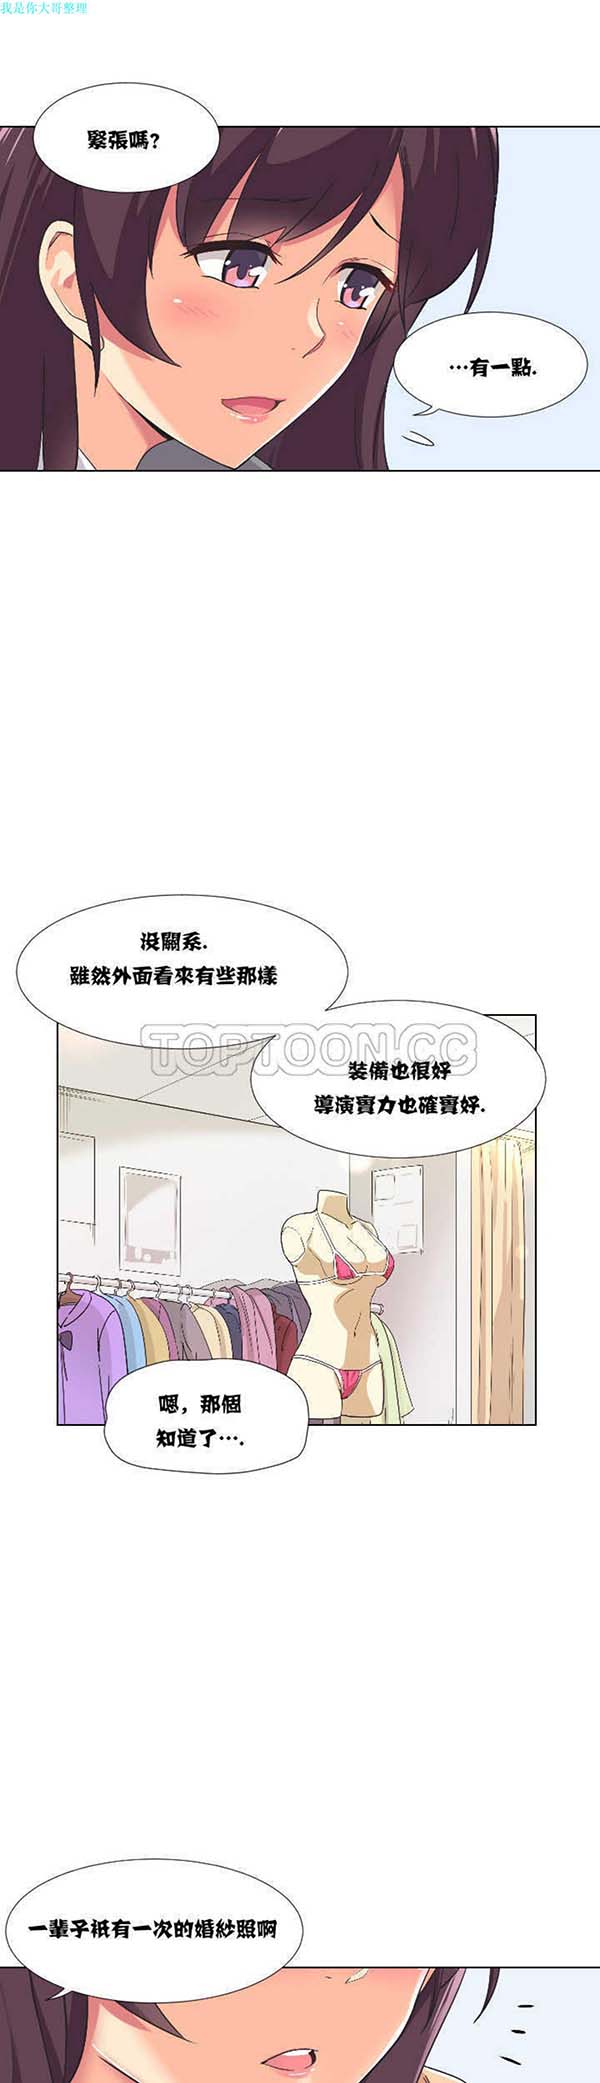 我是你大哥整理
緊張嗎?
…有一點.
没關系.
雖然外面看來有些那樣
TOPTOON.CC
裝備也很好
導演實力也確實好.
嗯，那個
知道了….
一輩子祇有一次的婚紗照啊